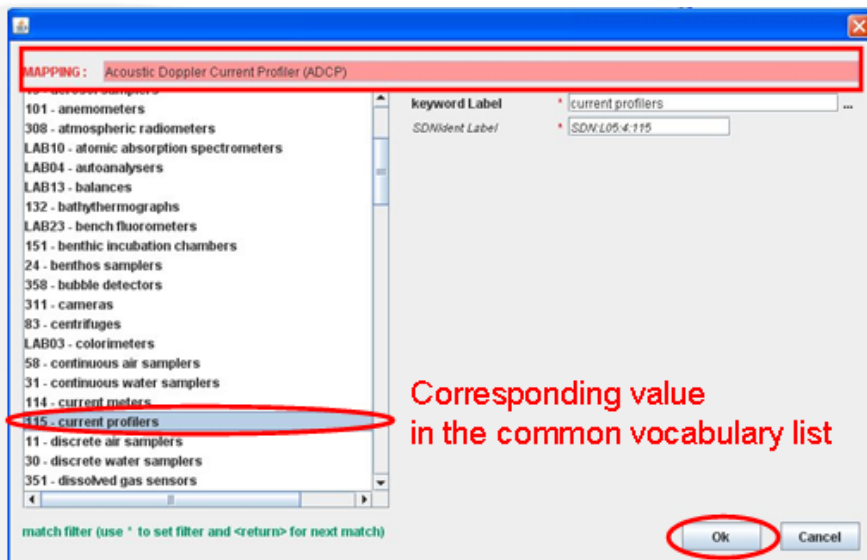 MAPPING : Acoustic Doppler Current Profiler (ADCP)
101 - anemometers
308 - atmospheric radiometers
LAB10 - atomic absorption spectrometers
LAB04 - autoanalysers
LAB13 - balances
132 - bathythermographs
LAB23 - bench fluorometers
151 - benthic incubation chambers
24 - benthos samplers
358 - bubble detectors
311 - cameras
83 - centrifuges
LAB03 - colorimeters
58 - continuous air samplers
31 - continuous water samplers
114 - current meters
115 - current profilers
11 - discrete air samplers
30 - discrete water samplers
351 - dissolved gas sensors
keyword Label * current profilers ...
SDNIdent Label * SDN:L05:4:115
Corresponding value
in the common vocabulary list
match filter (use * to set filter and <return> for next match)
Ok Cancel